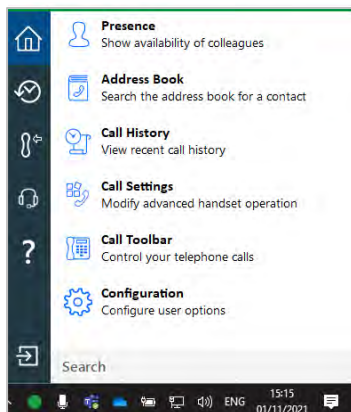 Presence
Show availability of colleagues
Address Book
Search the address book for a contact
Call History
View recent call history
Call Settings
Modify advanced handset operation
Call Toolbar
Control your telephone calls
?
Configuration
Configure user options
Search
ENG
15:15
01/11/2021